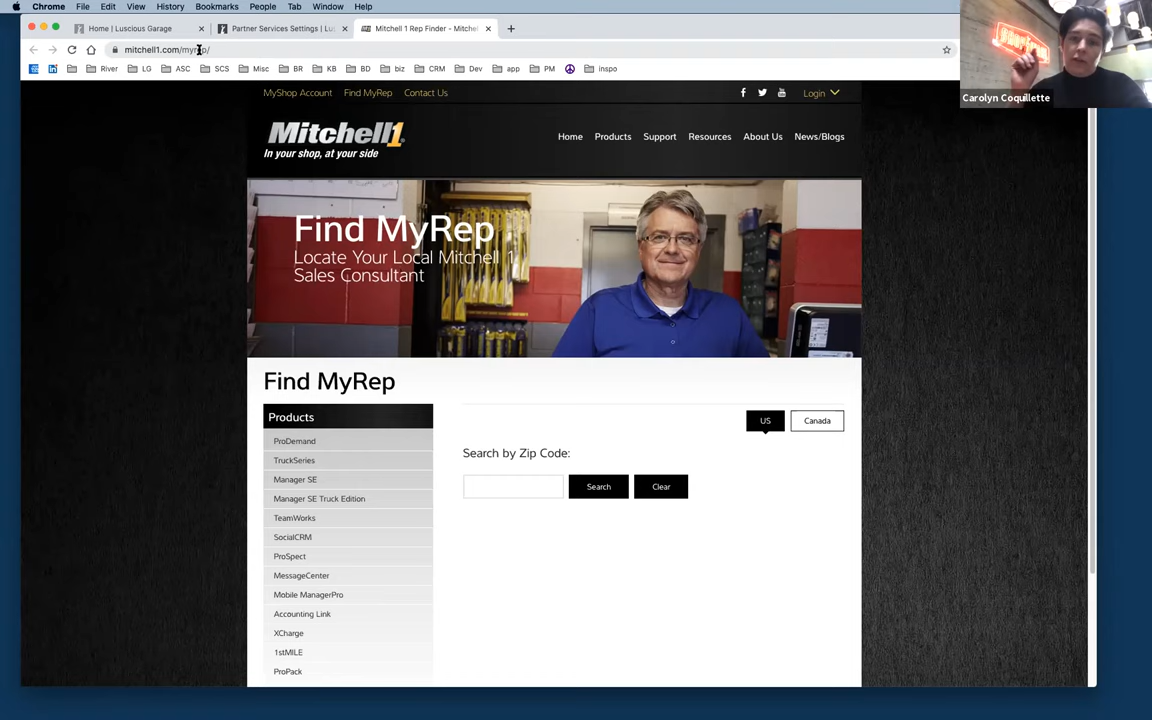 Chrome File Edit View History Bookmarks People Tab Window Help
Home | Luscious Garage Partner Services Settings | Lus Mitchell 1 Rep Finder - Mitche
mitchell1.com/myrep/
River LG ASC SCS Misc BR KB BD biz CRM Dev app PM inspo
Carolyn Coquillette
MyShop Account Find MyRep Contact Us Login
Mitchell1
In your shop, at your side
Home Products Support Resources About Us News/Blogs
Find MyRep
Locate Your Local Mitchell 1
Sales Consultant
Find MyRep
Products
US Canada
ProDemand
Search by Zip Code:
TruckSeries
Manager SE
Search Clear
Manager SE Truck Edition
TeamWorks
SocialCRM
ProSpect
MessageCenter
Mobile ManagerPro
Accounting Link
XCharge
1stMILE
ProPack